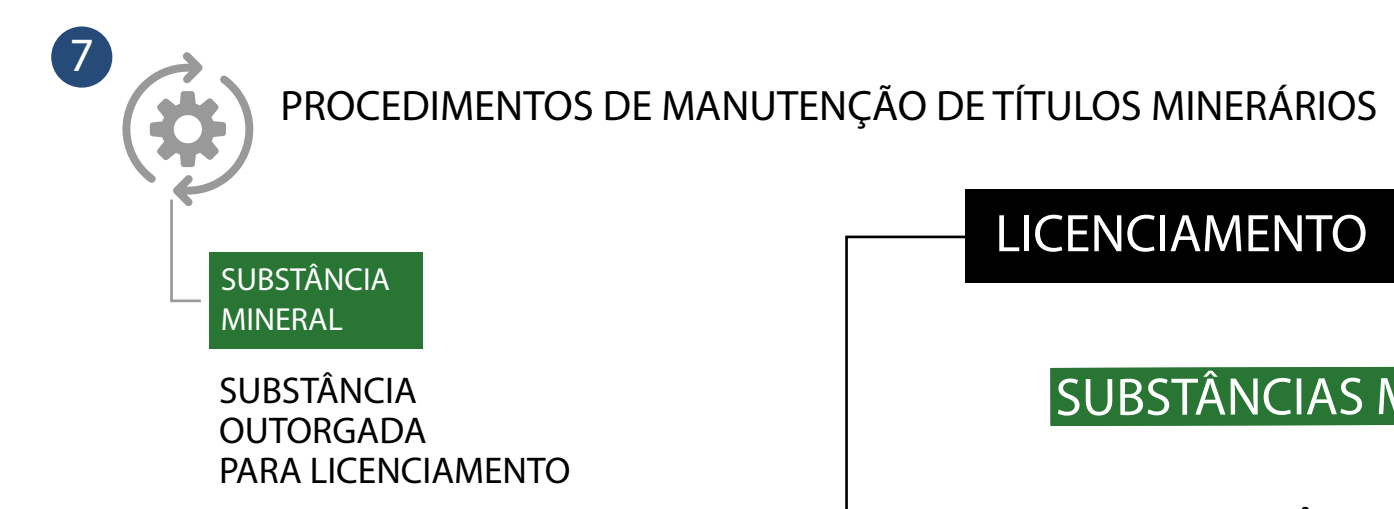 7
PROCEDIMENTOS DE MANUTENÇÃO DE TÍTULOS MINERÁRIOS
LICENCIAMENTO
SUBSTÂNCIA
MINERAL
SUBSTÂNCIAS
SUBSTÂNCIA
OUTORGADA
PARA LICENCIAMENTO